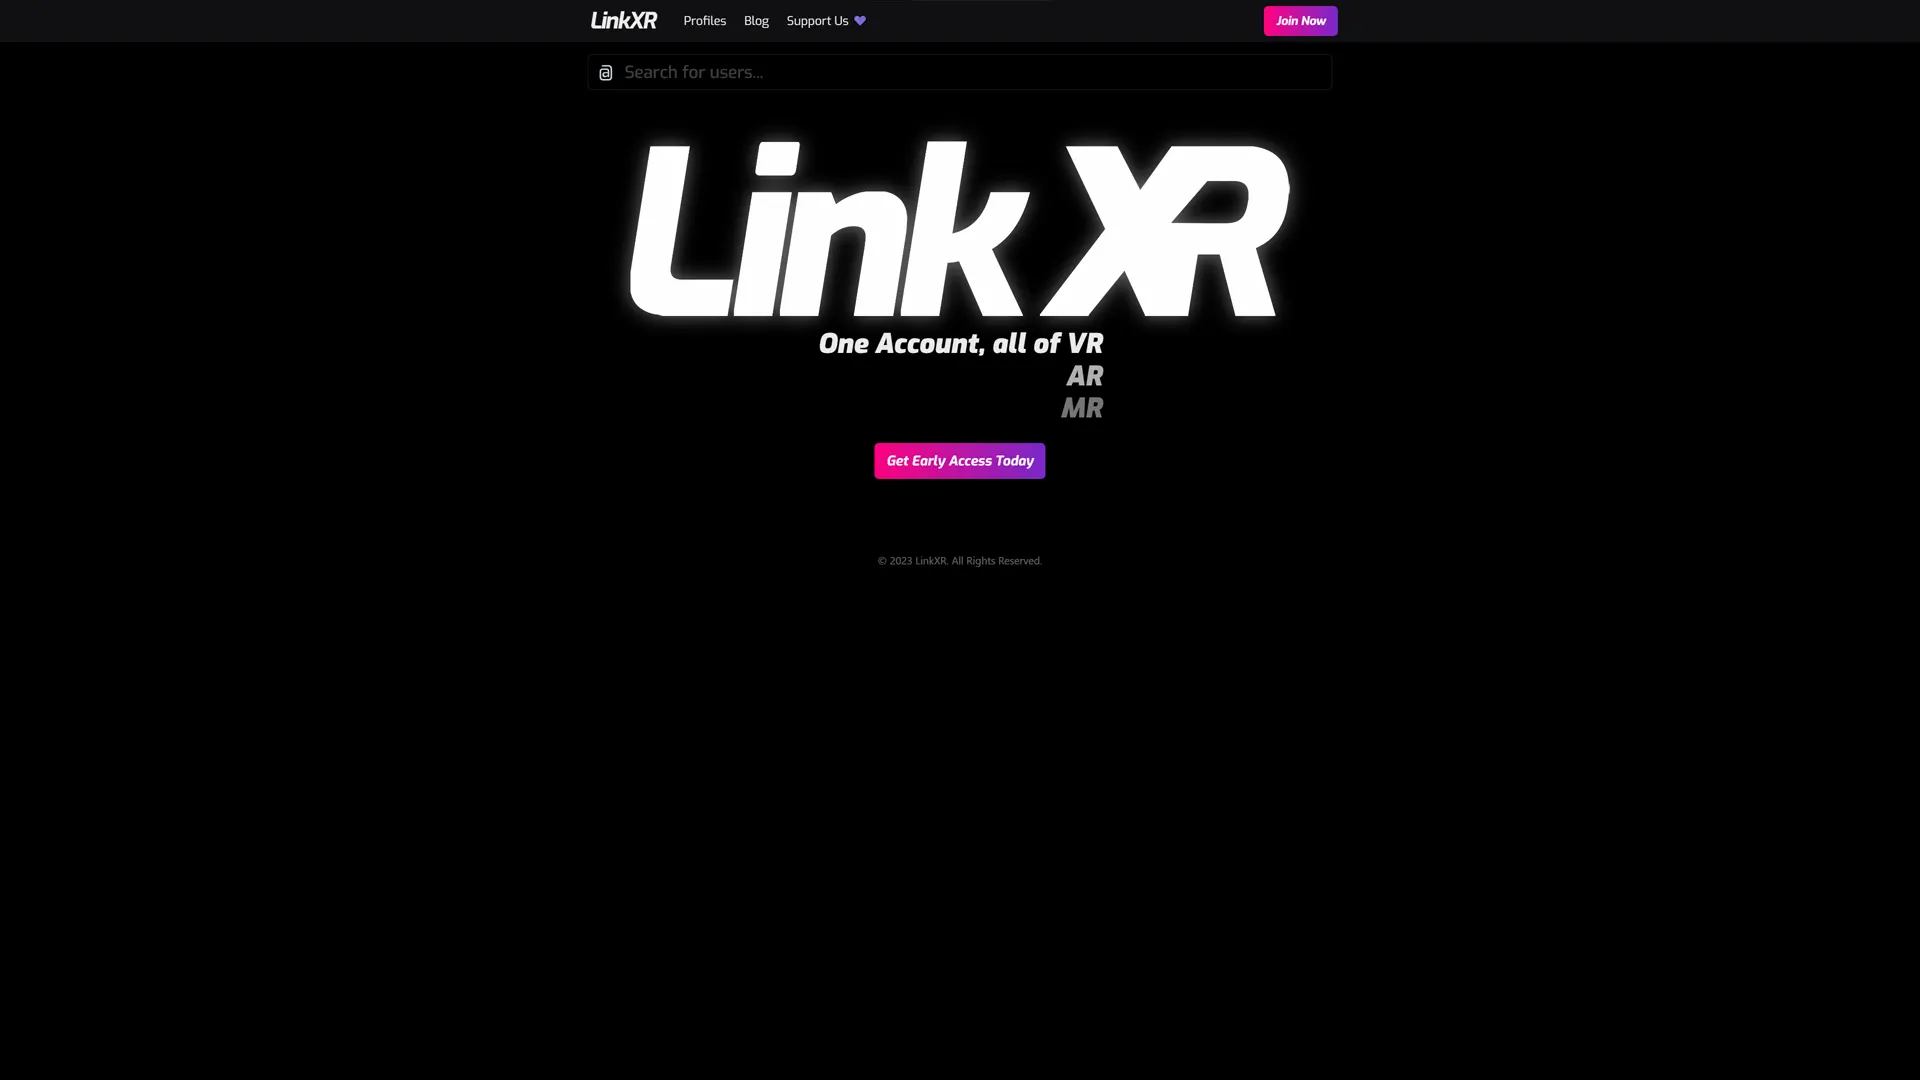 LinkXR Profiles Blog Support Us Join Now
Search for users...
LinkXR
One Account, all of VR
AR
MR
Get Early Access Today
© 2023 LinkXR. All Rights Reserved.